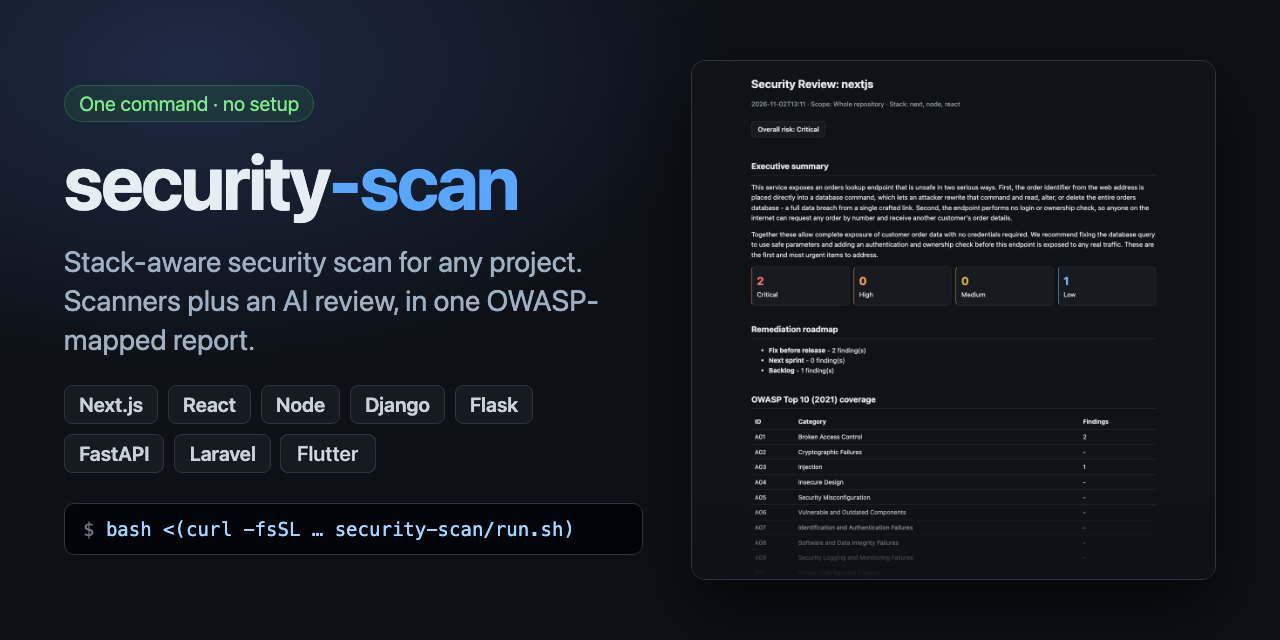 One command · no setup
security-scan
Stack-aware security scan for any project.
Scanners plus an AI review, in one OWASP-
mapped report.
Next.js React Node Django Flask
FastAPI Laravel Flutter
$ bash <(curl -fsSL … security-scan/run.sh)
Security Review: nextjs
2026-11-02T13:11 · Scope: Whole repository · Stack: next, node, react
Overall risk: Critical
Executive summary
This service exposes an orders lookup endpoint that is unsafe in two serious ways. First, the order identifier from the web address is
placed directly into a database command, which lets an attacker rewrite that command and read, alter, or delete the entire orders
database - a full data breach from a single crafted link. Second, the endpoint performs no login or ownership check, so anyone on the
internet can request any order by number and receive another customer's order details.
Together these allow complete exposure of customer order data with no credentials required. We recommend fixing the database query
to use safe parameters and adding an authentication and ownership check before this endpoint is exposed to any real traffic. These are
the first and most urgent items to address.
2 0 0 1
Critical High Medium Low
Remediation roadmap
• Fix before release - 2 finding(s)
• Next sprint - 0 finding(s)
• Backlog - 1 finding(s)
OWASP Top 10 (2021) coverage
ID Category Findings
A01 Broken Access Control 2
A02 Cryptographic Failures -
A03 Injection 1
A04 Insecure Design -
A05 Security Misconfiguration -
A06 Vulnerable and Outdated Components -
A07 Identification and Authentication Failures -
A08 Software and Data Integrity Failures -
A09 Security Logging and Monitoring Failures -